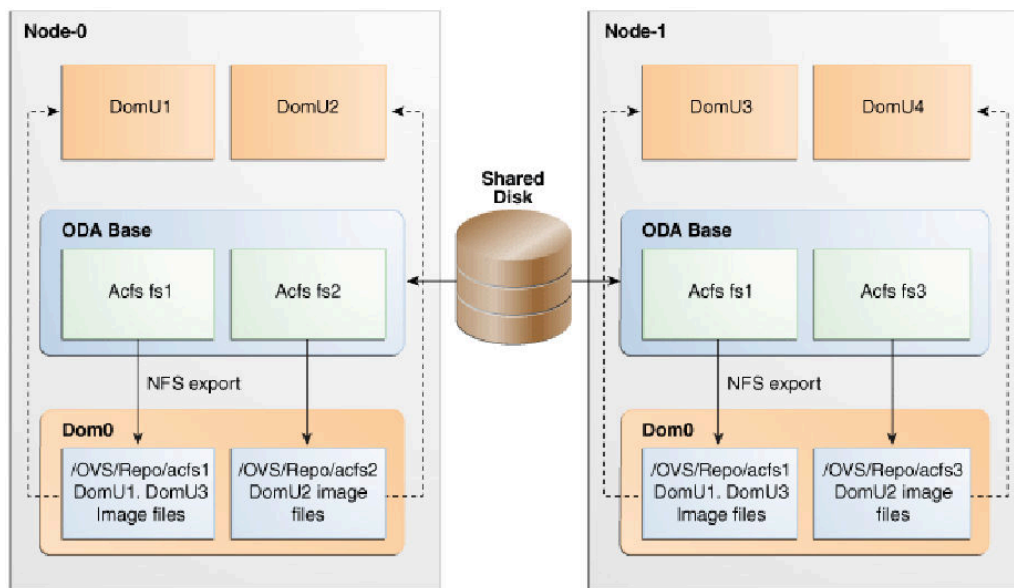 Node-0
DomU1
DomU2
ODA Base
Acfs fs1
Acfs fs2
NFS export
Dom0
/OVS/Repo/acfs1
DomU1. DomU3
Image files
/OVS/Repo/acfs2
DomU2 image
files
Shared
Disk
Node-1
DomU3
DomU4
ODA Base
Acfs fs1
Acfs fs3
NFS export
Dom0
/OVS/Repo/acfs1
DomU1. DomU3
Image files
/OVS/Repo/acfs3
DomU2 image
files